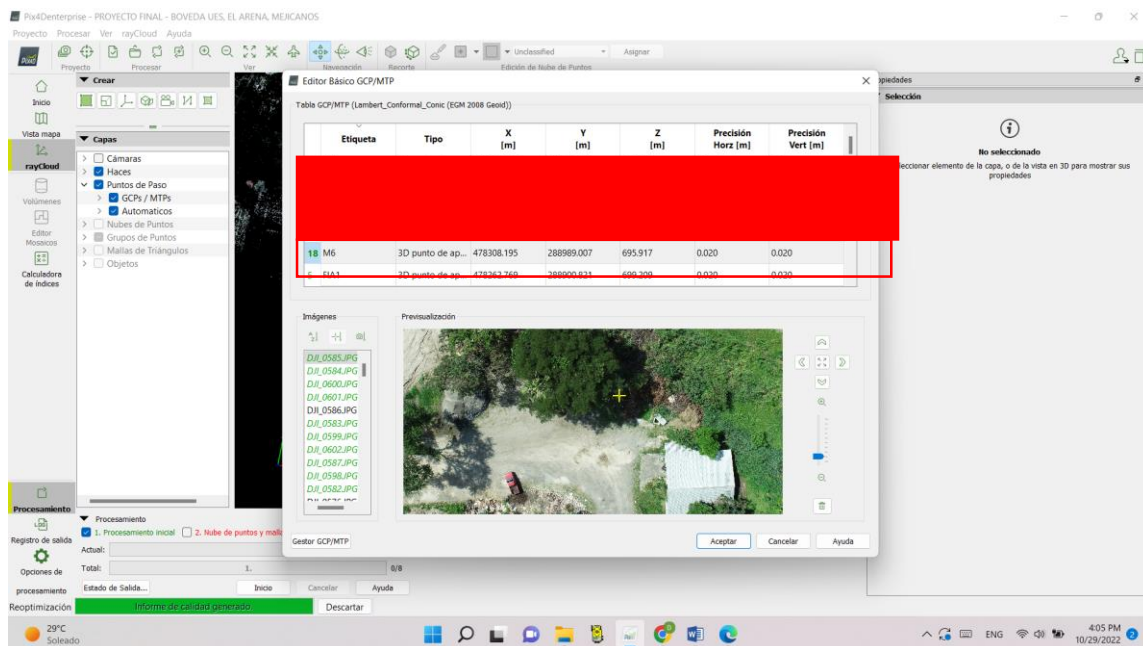 Pix4Denterprise - PROYECTO FINAL - BOVEDA UES, EL ARENA, MEJICANOS
Proyecto Procesar Ver rayCloud Ayuda
Unclassified Asignar
Proyecto Procesar Ver Navegación Recorte Edición de Nube de Puntos
Inicio
Vista mapa
rayCloud
Volúmenes
Editor
Mosaicos
Calculadora
de índices
Procesamiento
Registro de salida
Opciones de
procesamiento
Reoptimización
Crear
Capas
Cámaras
Haces
Puntos de Paso
GCPs / MTPs
Automaticos
Nubes de Puntos
Grupos de Puntos
Mallas de Triángulos
Objetos
Editor Básico GCP/MTP
Tabla GCP/MTP (Lambert_Conformal_Conic (EGM 2008 Geoid))
Etiqueta Tipo X [m] Y [m] Z [m] Precisión Horz [m] Precisión Vert [m]
18 M6 3D punto de ap... 478308.195 288989.007 695.917 0.020 0.020
Imágenes
DJI_0585.JPG
DJI_0584.JPG
DJI_0600.JPG
DJI_0601.JPG
DJI_0586.JPG
DJI_0583.JPG
DJI_0599.JPG
DJI_0602.JPG
DJI_0587.JPG
DJI_0598.JPG
DJI_0582.JPG
Previsualización
Gestor GCP/MTP Aceptar Cancelar Ayuda
opiedades
Selección
No seleccionado
eccionar elemento de la capa, o de la vista en 3D para mostrar sus
propiedades
Procesamiento
1. Procesamiento inicial 2. Nube de puntos y malla
Actual:
Total: 1. 0/8
Estado de Salida... Inicio Cancelar Ayuda
Informe de calidad generado. Descartar
29°C
Soleado
ENG
4:05 PM
10/29/2022
2